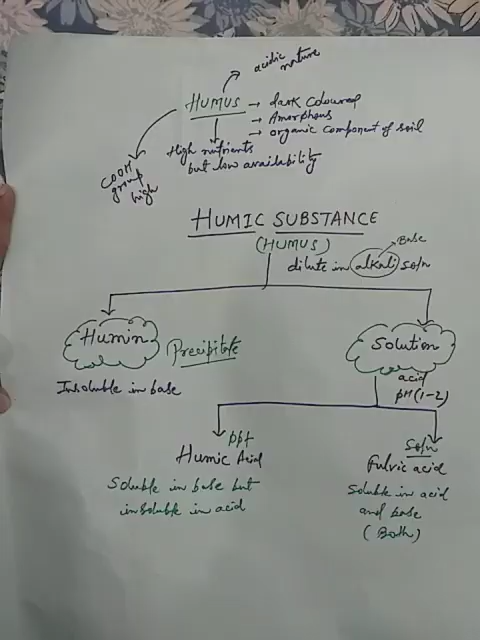 acidic nature
HUMUS → dark coloured
→ Amorphous
→ organic component of soil
High nutrients
but low availability
COOH
group
high
HUMIC SUBSTANCE
(HUMUS)
Base
dilute in alkali soln
Humin
Precipitate
Solution
Insoluble in base
acid
pH (1-2)
ppt
Humic Acid
Soln
fulvic acid
Soluble in base but
insoluble in acid
Soluble in acid
and base
(Both)